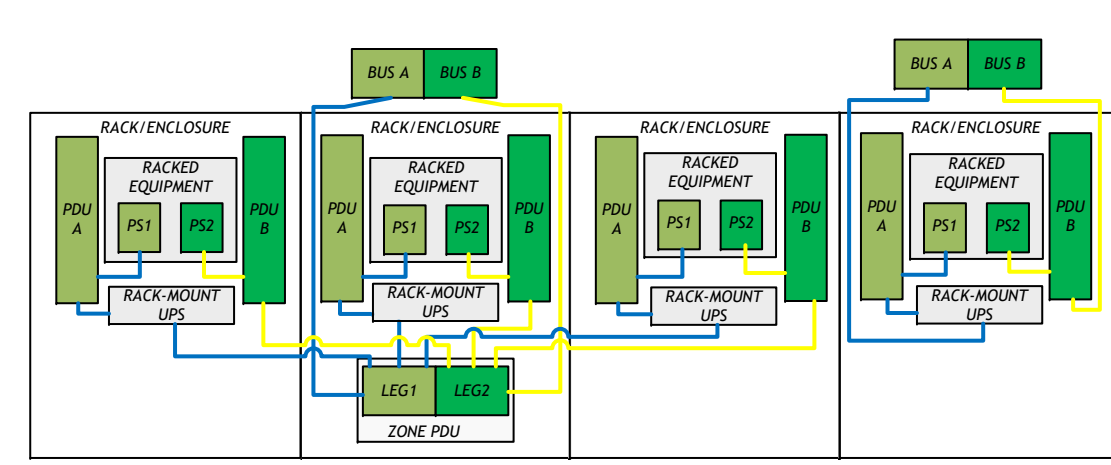 BUS A BUS B
BUS A BUS B
RACK/ENCLOSURE
RACKED
EQUIPMENT
PDU
A
PS1
PS2
PDU
B
RACK-MOUNT
UPS
RACK/ENCLOSURE
RACKED
EQUIPMENT
PDU
A
PS1
PS2
PDU
B
RACK-MOUNT
UPS
LEG1
LEG2
ZONE PDU
RACK/ENCLOSURE
RACKED
EQUIPMENT
PDU
A
PS1
PS2
PDU
B
RACK-MOUNT
UPS
RACK/ENCLOSURE
RACKED
EQUIPMENT
PDU
A
PS1
PS2
PDU
B
RACK-MOUNT
UPS